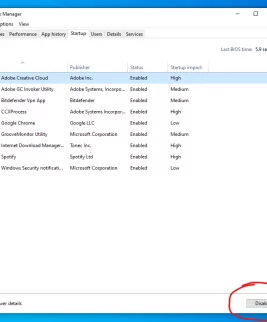 Manager
ptions View
Performance App history Startup Users Details Services
Last BIOS time: 5.9 se
Publisher Status Startup impact
Adobe Creative Cloud Adobe Inc. Enabled High
Adobe GC Invoker Utility Adobe Systems, Incorpo... Enabled Medium
Bitdefender Vpn App Bitdefender Enabled Medium
CCXProcess Adobe Systems, Incorpo... Enabled High
Google Chrome Google LLC Enabled Low
GrooveMonitor Utility Microsoft Corporation Enabled Medium
Internet Download Manager... Tonec Inc. Enabled High
Spotify Spotify Ltd Enabled High
Windows Security notificati... Microsoft Corporation Enabled Low
wer details
Disabl